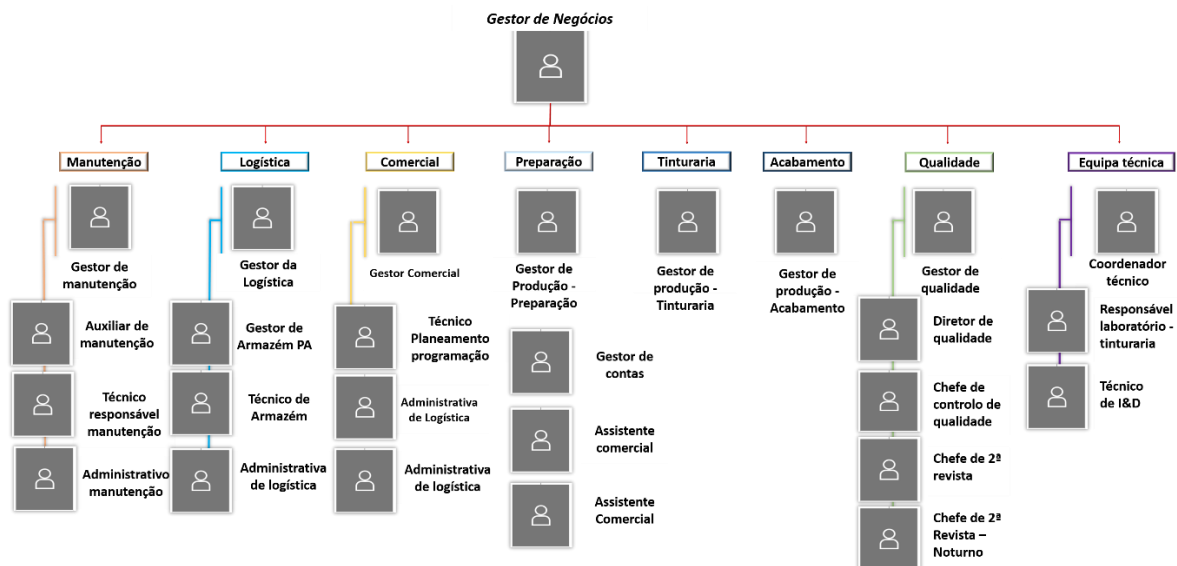 Gestor de Negócios
Manutenção
Logística
Comercial
Preparação
Tinturaria
Acabamento
Qualidade
Equipa técnica
Gestor de
manutenção
Gestor da
Logística
Gestor Comercial
Gestor de
Produção -
Preparação
Gestor de
produção -
Tinturaria
Gestor de
produção -
Acabamento
Gestor de
qualidade
Coordenador
técnico
Auxiliar de
manutenção
Gestor de
Armazém PA
Técnico
Planeamento
programação
Gestor de
contas
Diretor de
qualidade
Responsável
laboratório -
tinturaria
Técnico
responsável
manutenção
Técnico de
Armazém
Administrativa
de Logística
Assistente
comercial
Chefe de
controlo de
qualidade
Técnico
de I&D
Administrativo
manutenção
Administrativa
de logística
Administrativa
de logística
Assistente
Comercial
Chefe de 2ª
revista
Chefe de 2ª
Revista –
Noturno